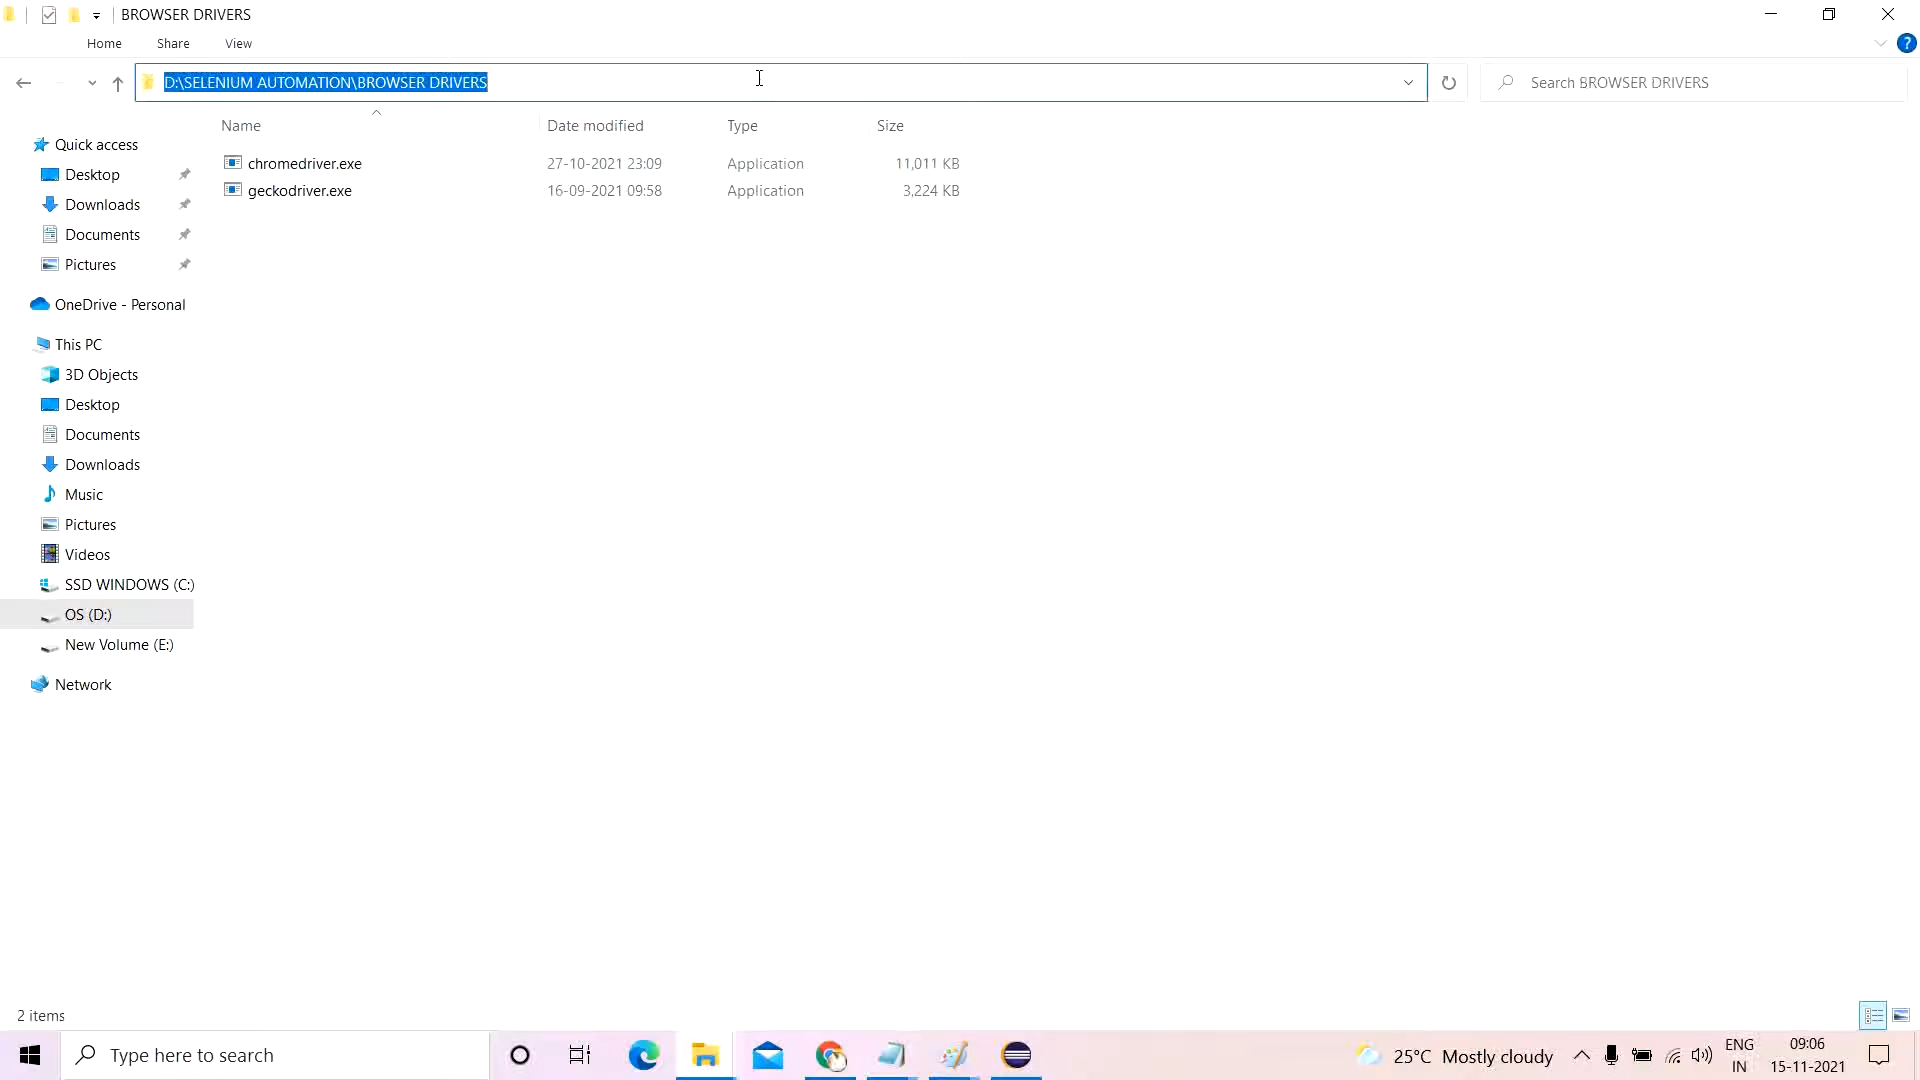 BROWSER DRIVERS
Home Share View
D:\SELENIUM AUTOMATION\BROWSER DRIVERS
Search BROWSER DRIVERS
Name Date modified Type Size
chromedriver.exe 27-10-2021 23:09 Application 11,011 KB
geckodriver.exe 16-09-2021 09:58 Application 3,224 KB
Quick access
Desktop
Downloads
Documents
Pictures
OneDrive - Personal
This PC
3D Objects
Desktop
Documents
Downloads
Music
Pictures
Videos
SSD WINDOWS (C:)
OS (D:)
New Volume (E:)
Network
2 items
Type here to search
25°C Mostly cloudy
ENG
IN
09:06
15-11-2021